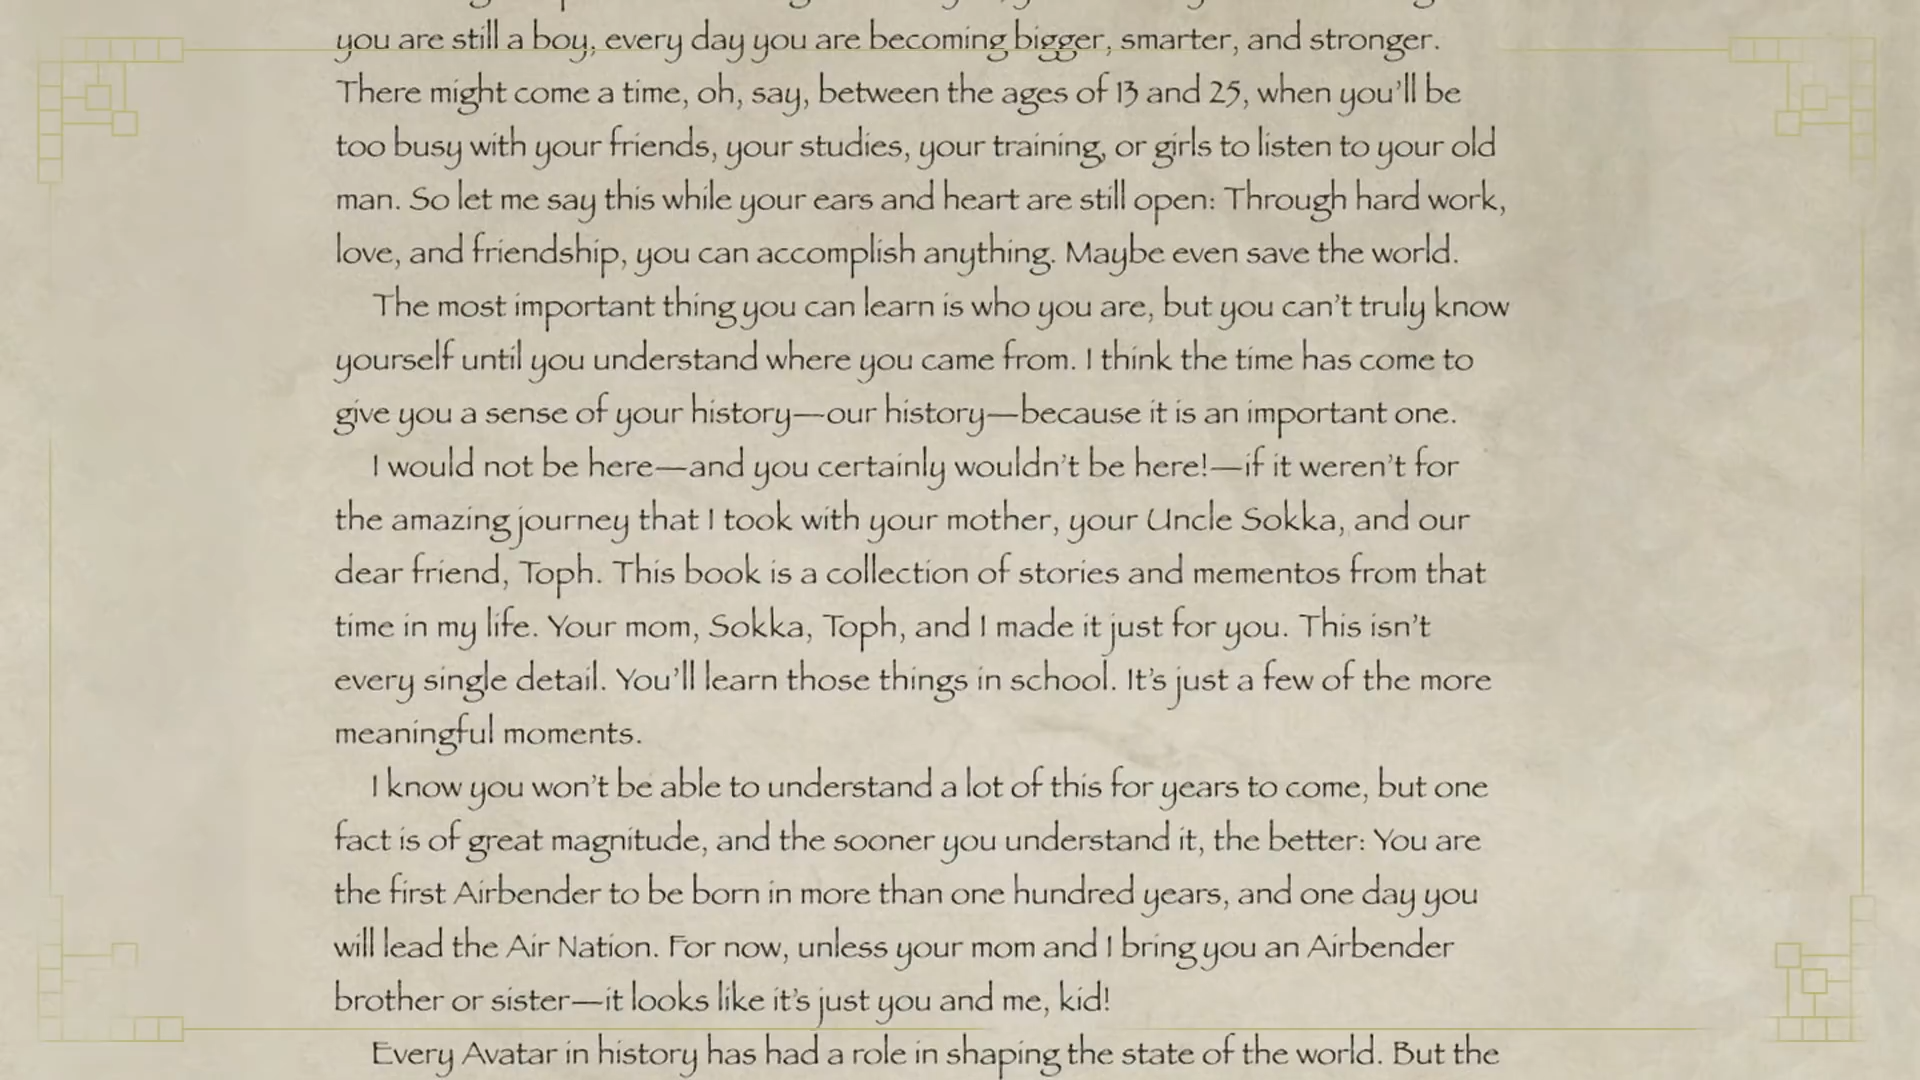 you are still a boy, every day you are becoming bigger, smarter, and stronger.
There might come a time, oh, say, between the ages of 13 and 25, when you'll be
too busy with your friends, your studies, your training, or girls to listen to your old
man. So let me say this while your ears and heart are still open: Through hard work,
love, and friendship, you can accomplish anything. Maybe even save the world.
The most important thing you can learn is who you are, but you can't truly know
yourself until you understand where you came from. I think the time has come to
give you a sense of your history—our history—because it is an important one.
I would not be here—and you certainly wouldn't be here!—if it weren't for
the amazing journey that I took with your mother, your Uncle Sokka, and our
dear friend, Toph. This book is a collection of stories and mementos from that
time in my life. Your mom, Sokka, Toph, and I made it just for you. This isn't
every single detail. You'll learn those things in school. It's just a few of the more
meaningful moments.
I know you won't be able to understand a lot of this for years to come, but one
fact is of great magnitude, and the sooner you understand it, the better: You are
the first Airbender to be born in more than one hundred years, and one day you
will lead the Air Nation. For now, unless your mom and I bring you an Airbender
brother or sister—it looks like it's just you and me, kid!
Every Avatar in history has had a role in shaping the state of the world. But the